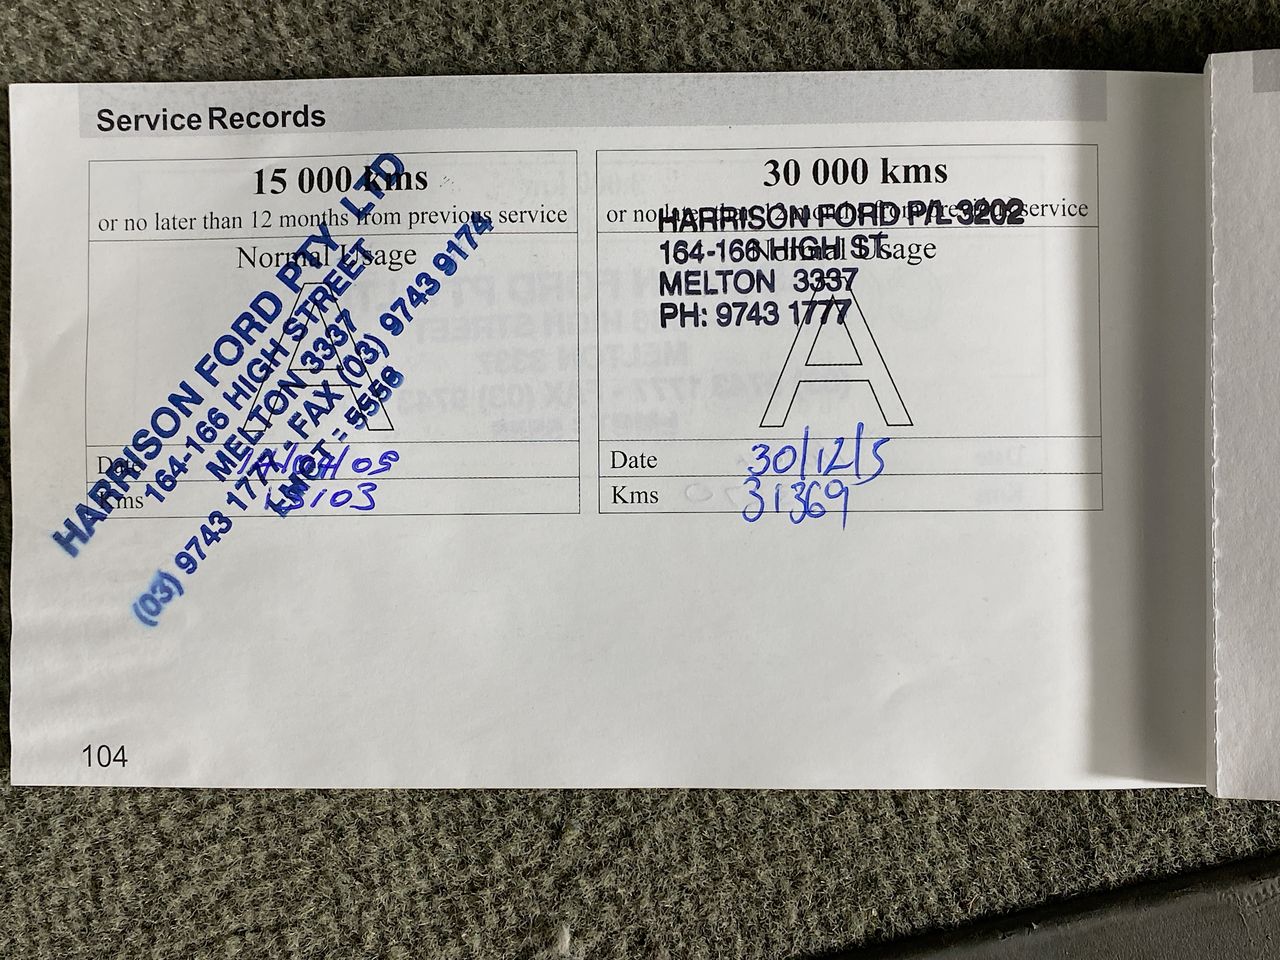 Service Records
15 000 kms
or no later than 12 months from previous service
Normal Usage
A
HARRISON FORD PTY LTD
164-166 HIGH STREET
MELTON 3337
(03) 9743 1777 - FAX (03) 9743 9174
LMCT : 5558
Date /05
Kms 15103
30 000 kms
or no later than 12 months from previous service
HARRISON FORD P/L 3202
164-166 HIGH ST.
Normal Usage
MELTON 3337
PH: 9743 1777
A
Date 30/12/5
Kms 31369
104